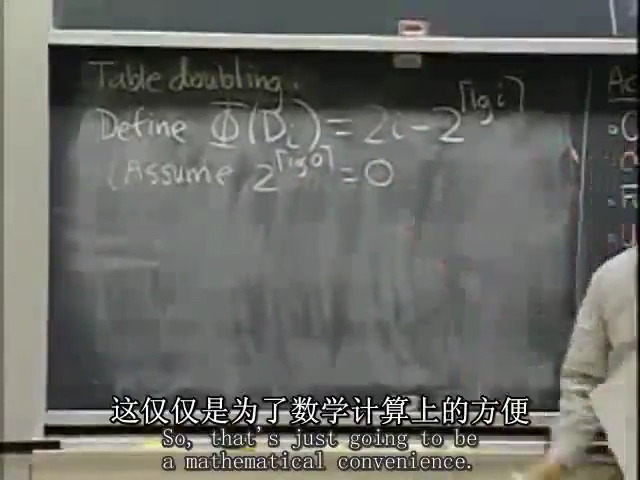 Table doubling.
Define Φ(Dᵢ) = 2i − 2^⌈lg i⌉
(Assume 2^⌈lg 0⌉ = 0
这仅仅是为了数学计算上的方便
So, that's just going to be
a mathematical convenience.